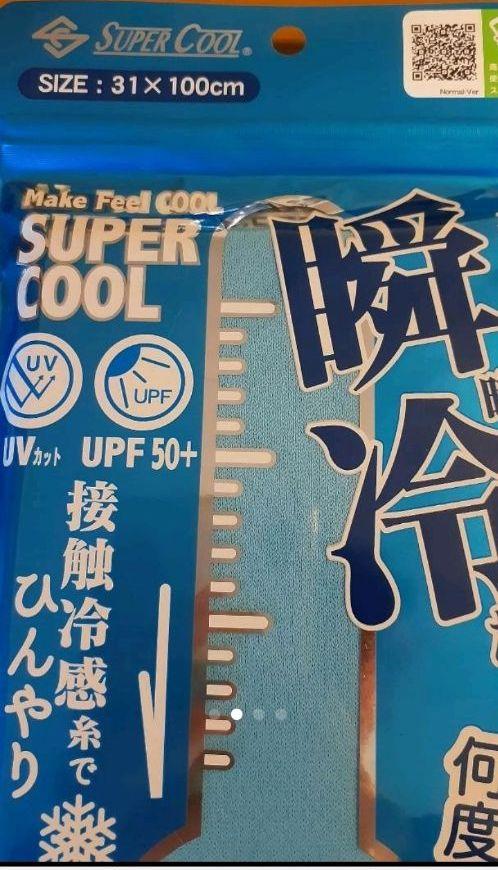 SUPER COOL®
SIZE : 31×100cm
Normal-Ver
Make Feel COOL
SUPER
COOL
UV
UPF
UVカット UPF 50+
接触冷感糸で
ひんやり
瞬冷
何度